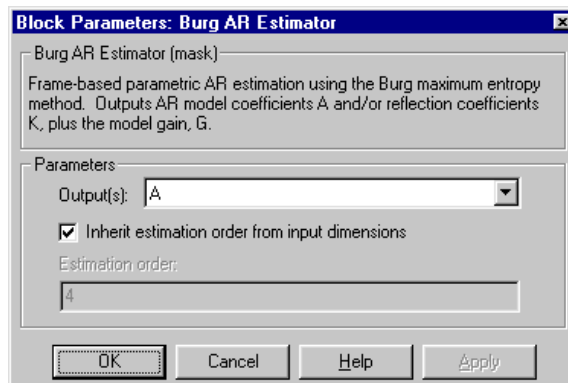 Block Parameters: Burg AR Estimator
Burg AR Estimator (mask)
Frame-based parametric AR estimation using the Burg maximum entropy
method. Outputs AR model coefficients A and/or reflection coefficients
K, plus the model gain, G.
Parameters
Output(s): A
Inherit estimation order from input dimensions
Estimation order:
4
OK Cancel Help Apply